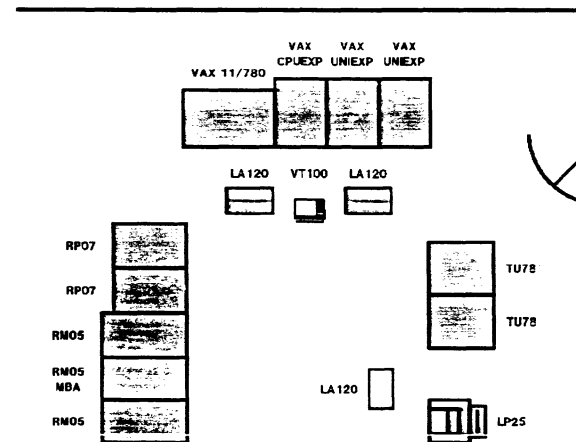 VAX VAX VAX
CPUEXP UNIEXP UNIEXP
VAX 11/780
LA120 VT100 LA120
RP07
TU78
RP07
TU78
RM05
RM05
MBA
LA120
RM05
LP25